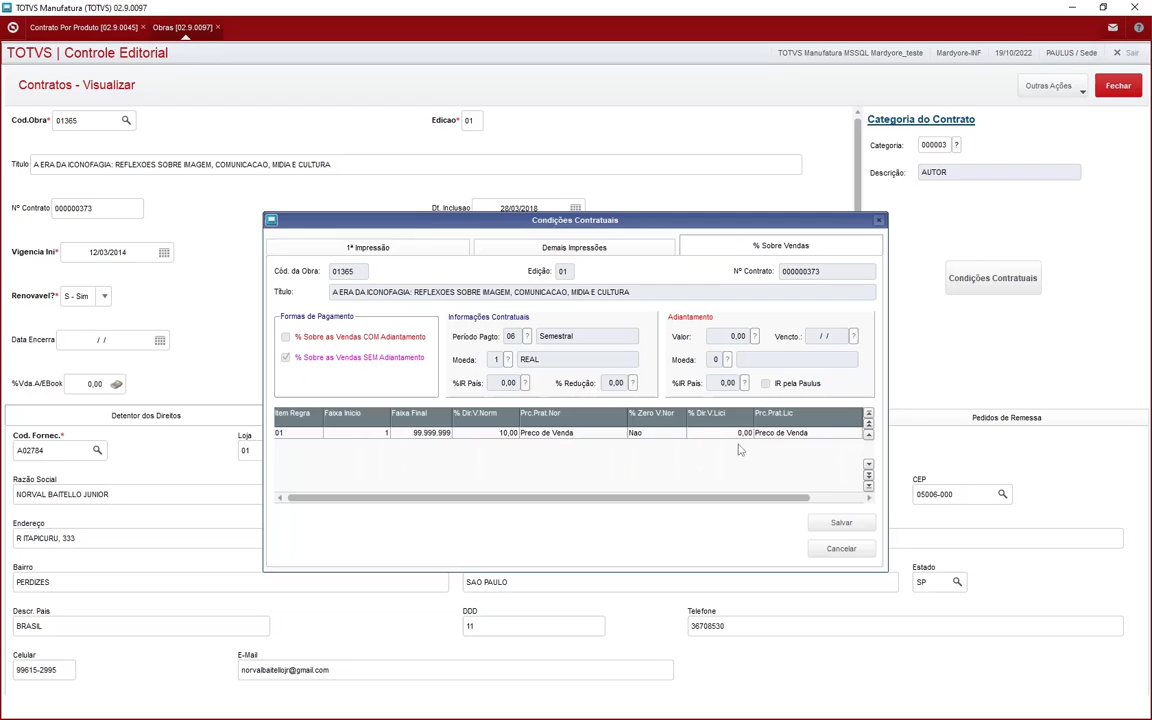 TOTVS Manufatura (TOTVS) 02.9.0097
Contrato Por Produto [02.9.0045] × Obras [02.9.0097] ×
TOTVS | Controle Editorial
TOTVS Manufatura MSSQL Mardyore_teste Mardyore-INF 19/10/2022 PAULUS / Sede × Sair
Contratos - Visualizar
Outras Ações
Fechar
Cod.Obra* 01365
Edicao* 01
Titulo A ERA DA ICONOFAGIA: REFLEXOES SOBRE IMAGEM, COMUNICACAO, MIDIA E CULTURA
Nº Contrato 000000373
Dt. Inclusao 28/03/2018
Vigencia Ini* 12/03/2014
Renovavel?* S - Sim
Data Encerra / /
%Vda.A/EBook 0,00
Categoria do Contrato
Categoria: 000003 ?
Descrição: AUTOR
Condições Contratuais
Condições Contratuais
1ª Impressão
Demais Impressões
% Sobre Vendas
Cód. da Obra: 01365
Edição: 01
Nº Contrato: 000000373
Título: A ERA DA ICONOFAGIA: REFLEXOES SOBRE IMAGEM, COMUNICACAO, MIDIA E CULTURA
Formas de Pagamento
% Sobre as Vendas COM Adiantamento
% Sobre as Vendas SEM Adiantamento
Informações Contratuais
Período Pagto: 06 ? Semestral
Moeda: 1 ? REAL
%IR País: 0,00 ? % Redução: 0,00 ?
Adiantamento
Valor: 0,00 ? Vencto.: / / ?
Moeda: 0 ?
%IR País: 0,00 ? IR pela Paulus
Item Regra Faixa Inicio Faixa Final % Dir.V.Norm Prc.Prat.Nor % Zero V.Nor % Dir.V.Lici Prc.Prat.Lic
01 1 99.999.999 10,00 Preco de Venda Nao 0,00 Preco de Venda
Salvar
Cancelar
Detentor dos Direitos
Pedidos de Remessa
Cod. Fornec.* A02784
Loja 01
Razão Social
NORVAL BAITELLO JUNIOR
CEP
05006-000
Endereço
R ITAPICURU, 333
Bairro
PERDIZES
SAO PAULO
Estado
SP
Descr. Pais
BRASIL
DDD
11
Telefone
36708530
Celular
99615-2995
E-Mail
norvalbaitellojr@gmail.com